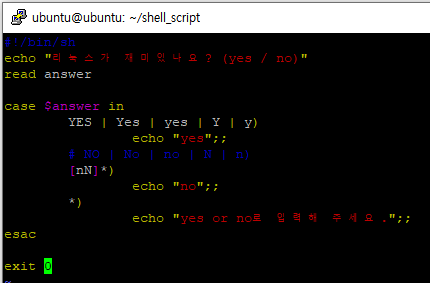 ubuntu@ubuntu: ~/shell_script
#!/bin/sh
echo "리눅스가 재미있나요? (yes / no)"
read answer
case $answer in
YES | Yes | yes | Y | y)
echo "yes";;
# NO | No | no | N | n)
[nN]*)
echo "no";;
*)
echo "yes or no로 입력해 주세요.";;
esac
exit 0
~